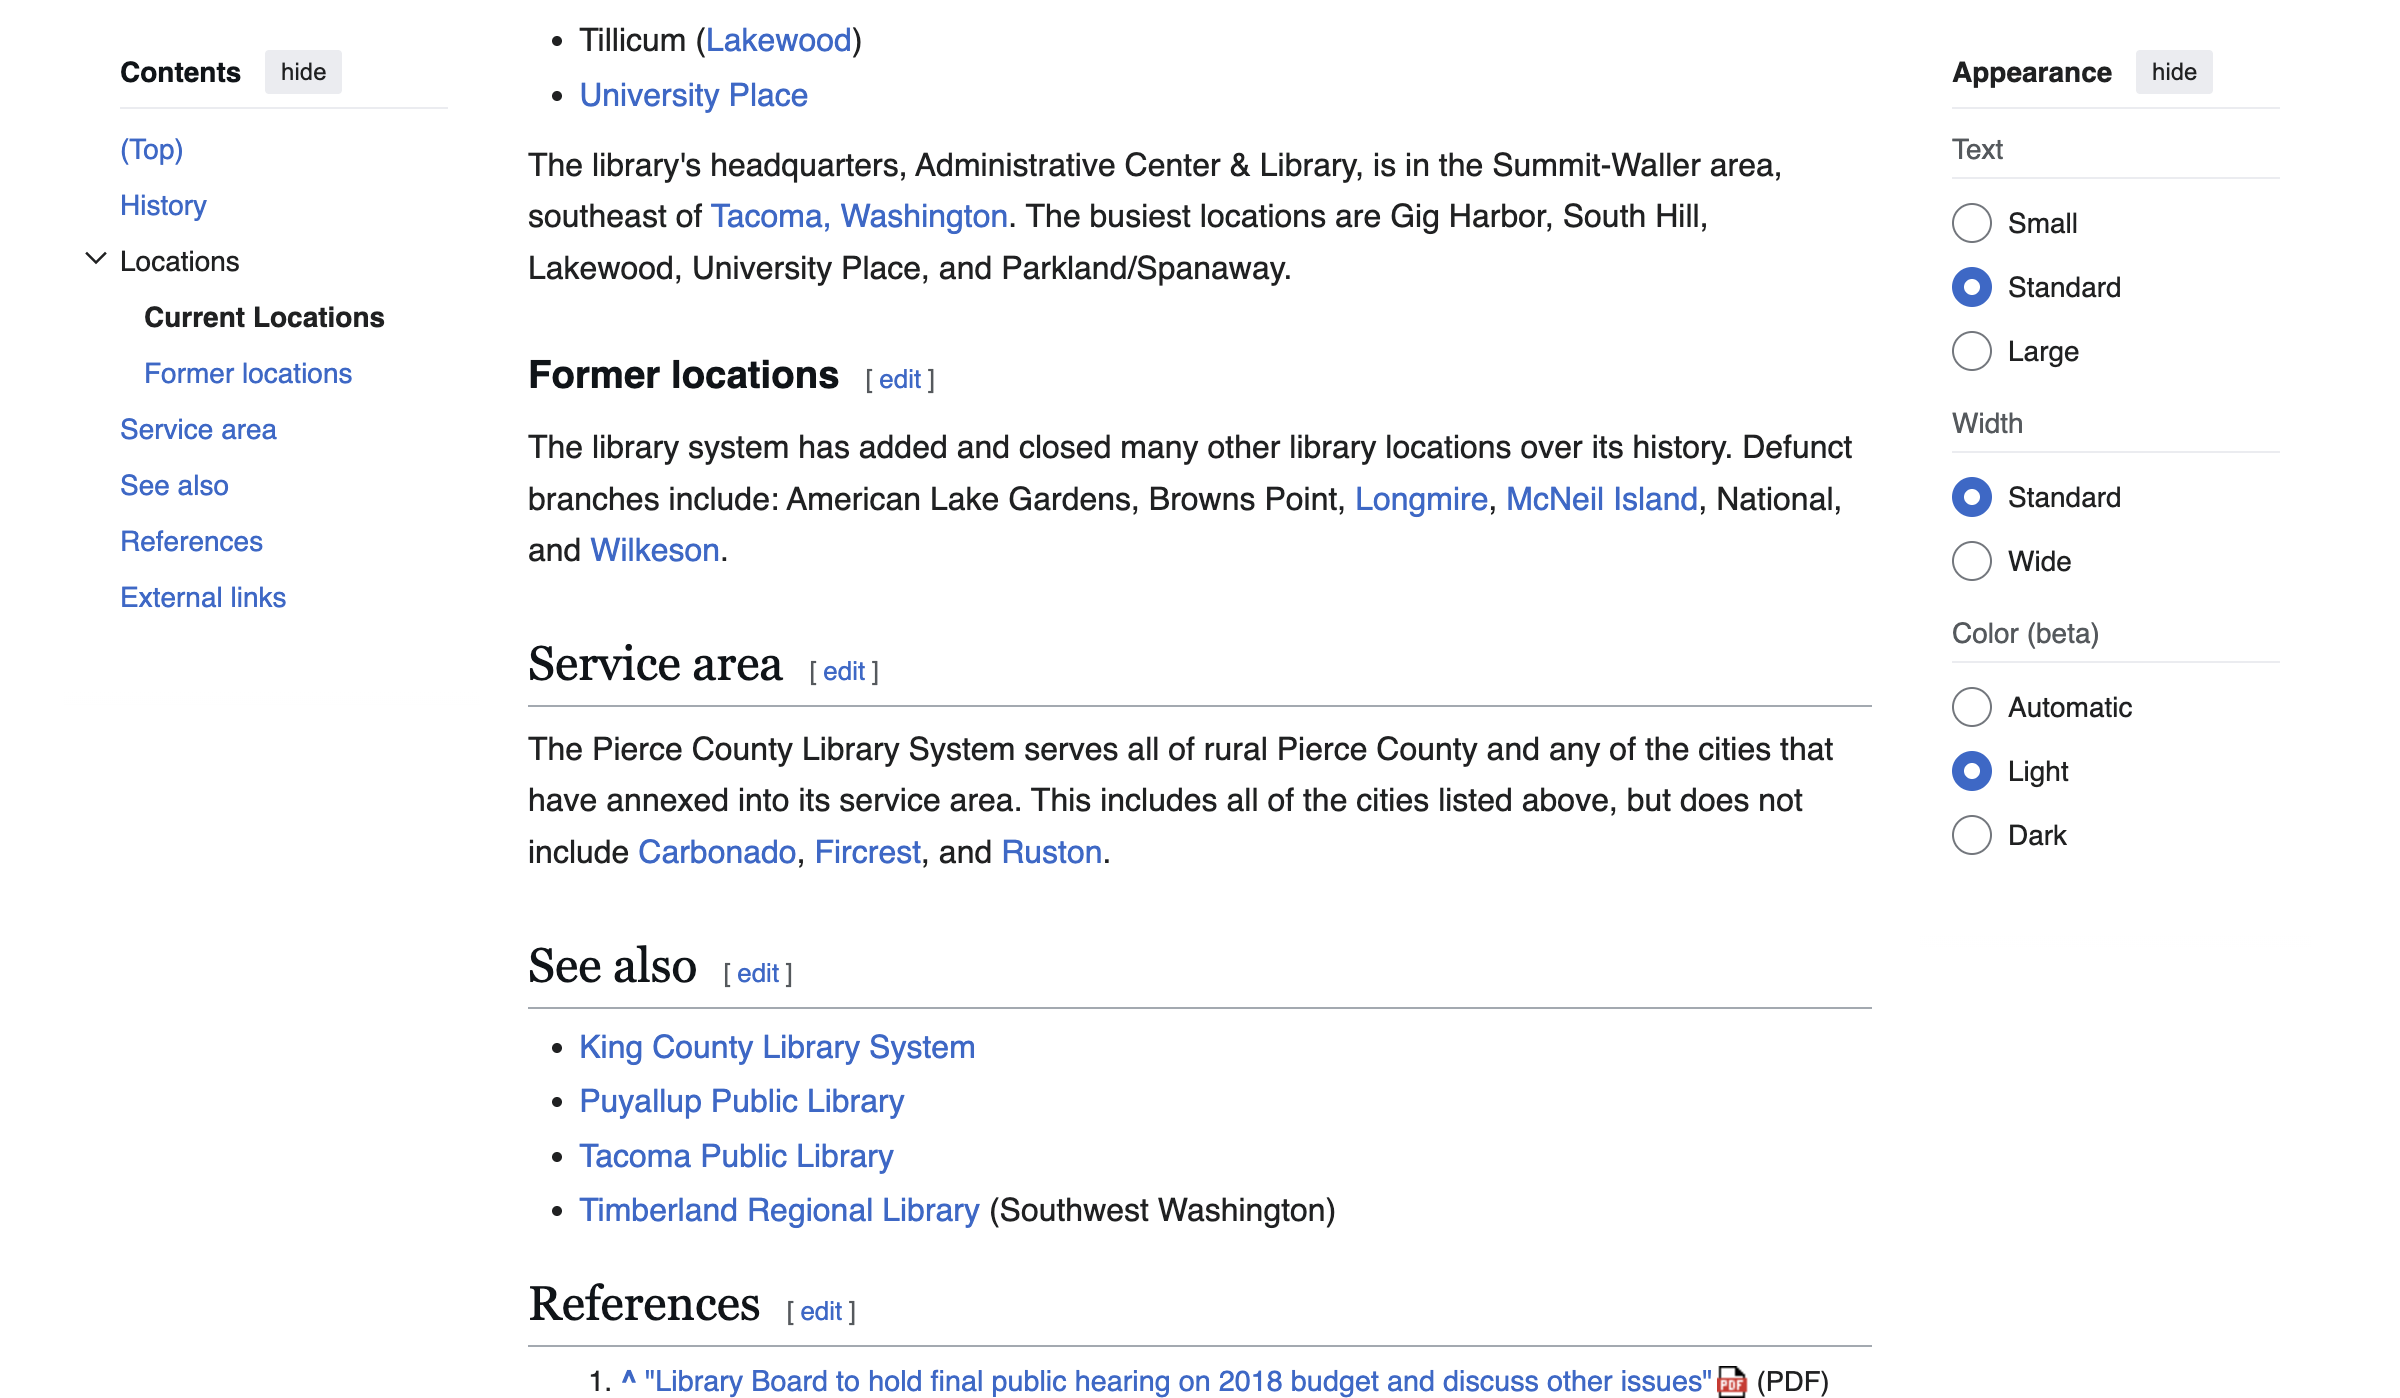 Contents hide
(Top)
History
Locations
Current Locations
Former locations
Service area
See also
References
External links
• Tillicum (Lakewood)
• University Place
The library's headquarters, Administrative Center & Library, is in the Summit-Waller area,
southeast of Tacoma, Washington. The busiest locations are Gig Harbor, South Hill,
Lakewood, University Place, and Parkland/Spanaway.
Former locations [ edit ]
The library system has added and closed many other library locations over its history. Defunct
branches include: American Lake Gardens, Browns Point, Longmire, McNeil Island, National,
and Wilkeson.
Service area [ edit ]
The Pierce County Library System serves all of rural Pierce County and any of the cities that
have annexed into its service area. This includes all of the cities listed above, but does not
include Carbonado, Fircrest, and Ruston.
See also [ edit ]
• King County Library System
• Puyallup Public Library
• Tacoma Public Library
• Timberland Regional Library (Southwest Washington)
References [ edit ]
1. ^ "Library Board to hold final public hearing on 2018 budget and discuss other issues" PDF (PDF)
Appearance hide
Text
Small
Standard
Large
Width
Standard
Wide
Color (beta)
Automatic
Light
Dark